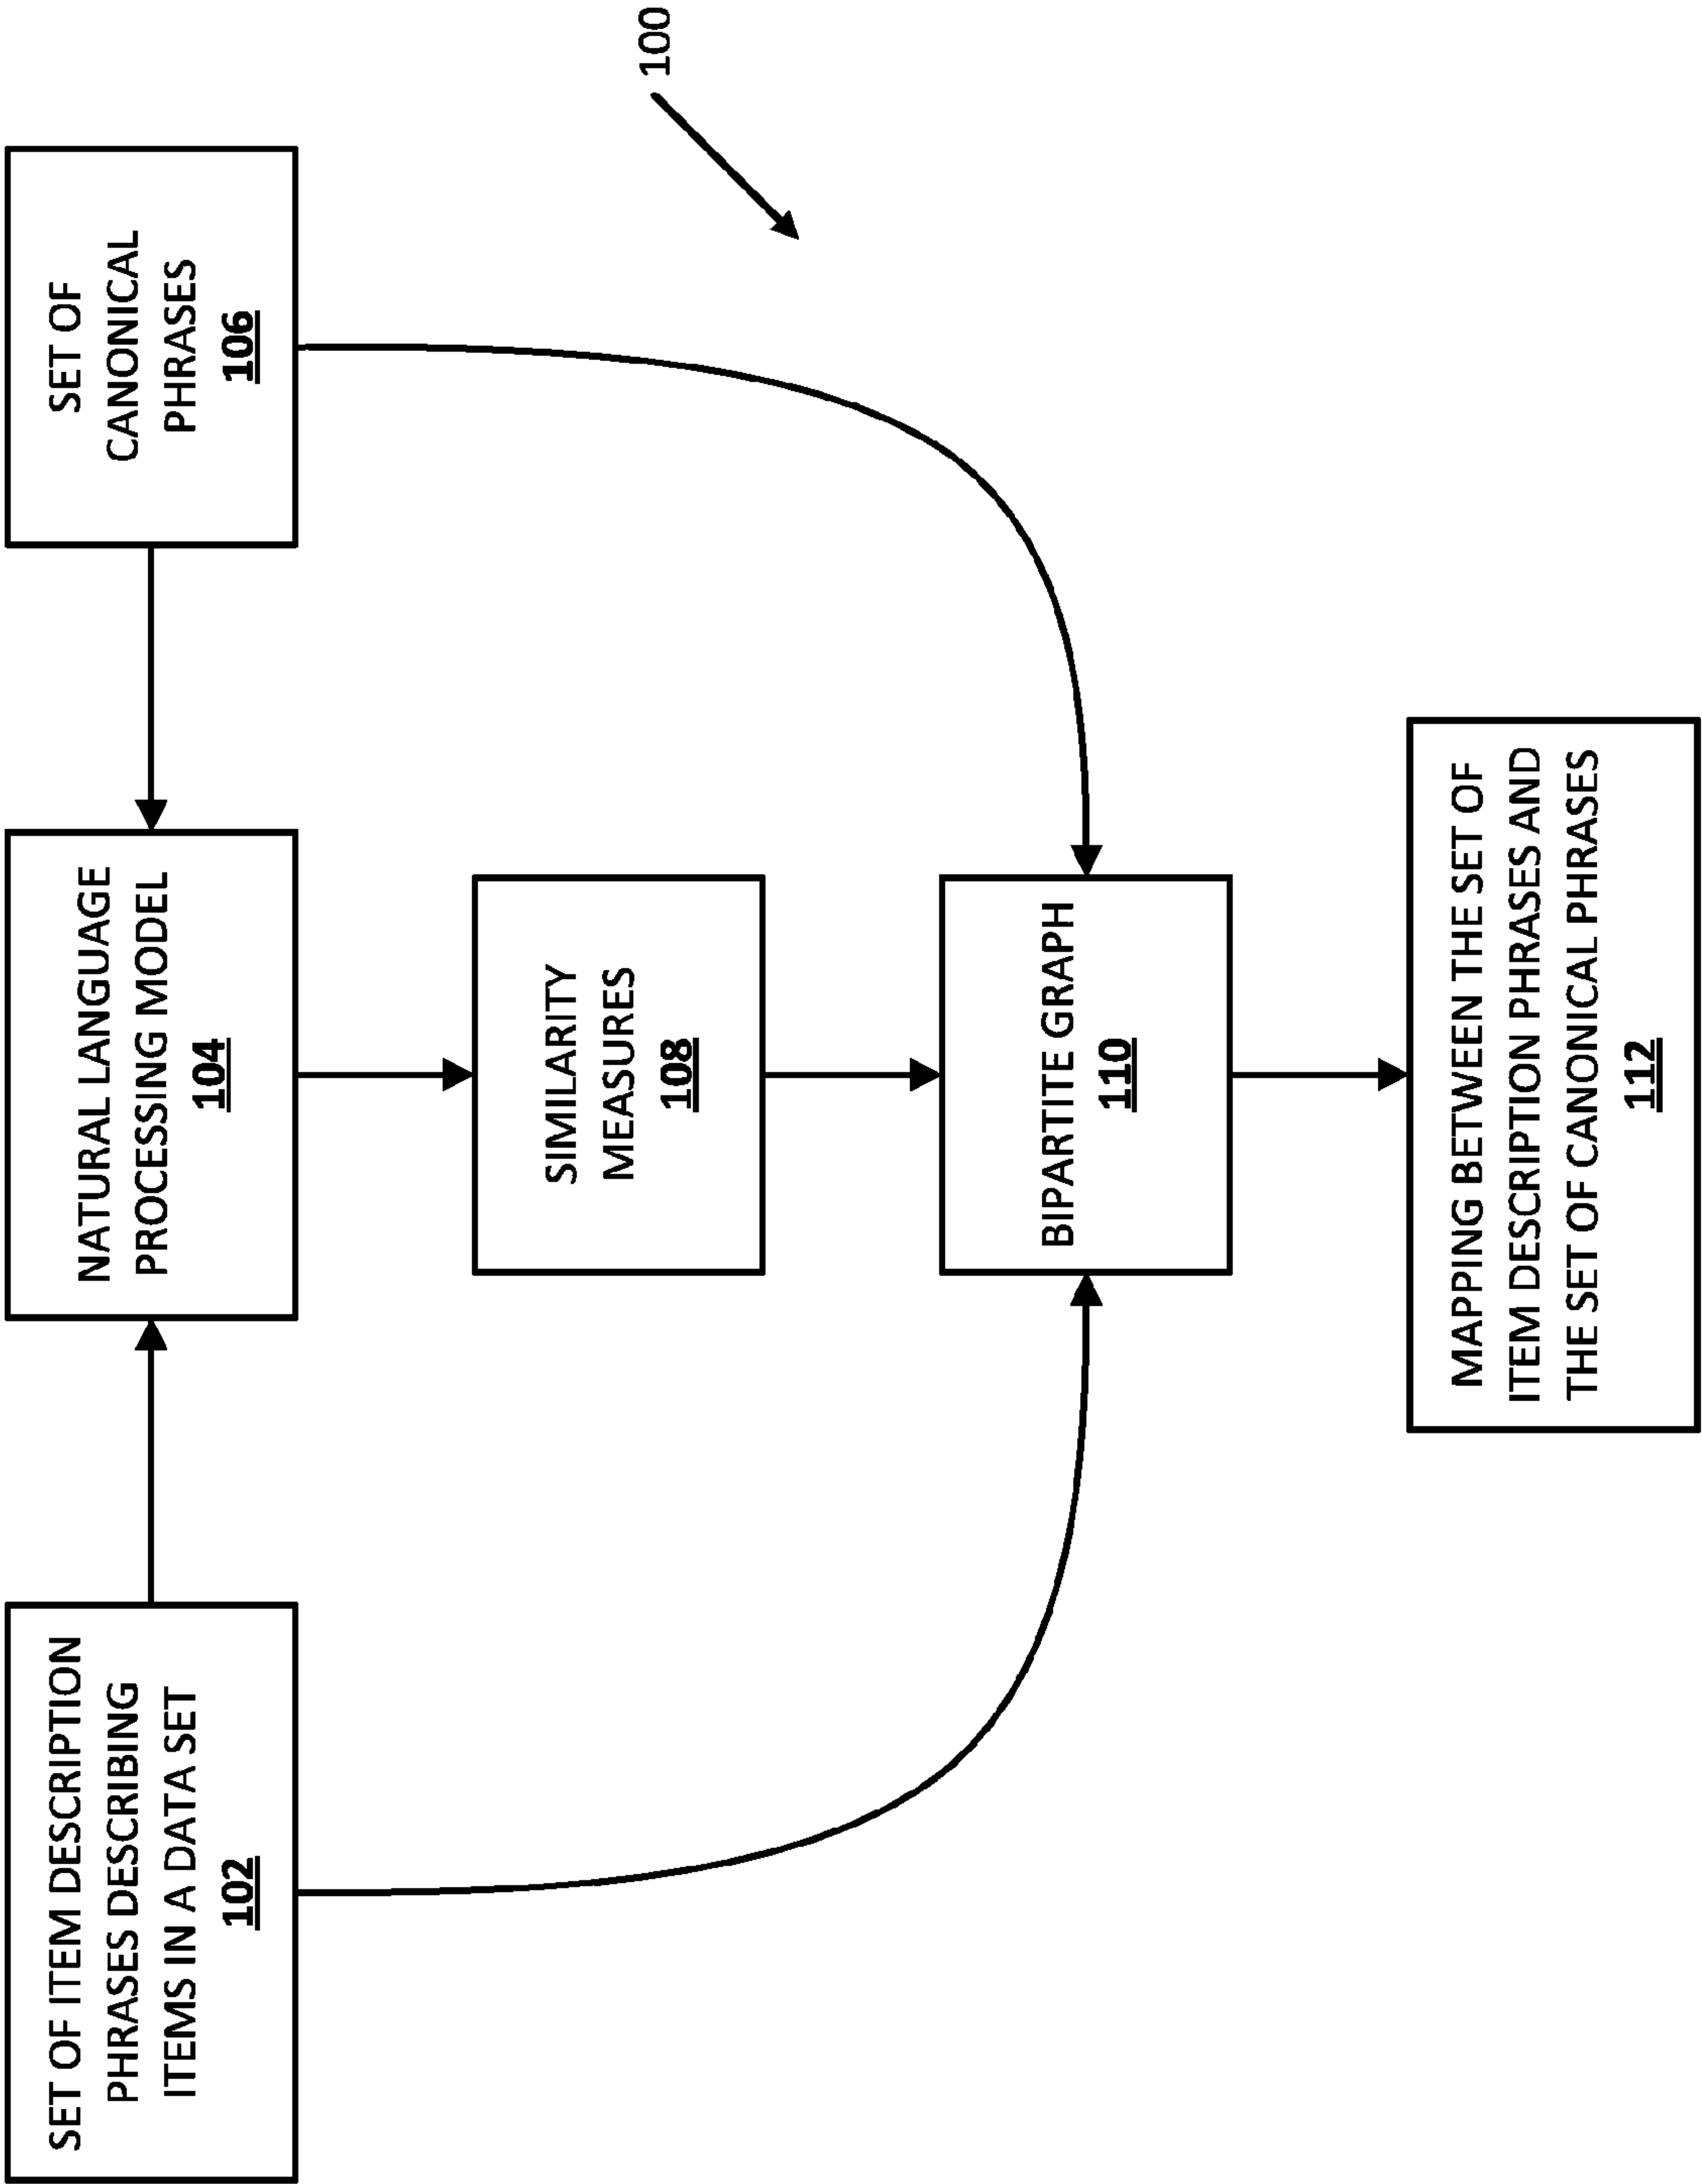 SET OF ITEM DESCRIPTION
PHRASES DESCRIBING
ITEMS IN A DATA SET
102
NATURAL LANGUAGE
PROCESSING MODEL
104
SET OF
CANONICAL
PHRASES
106
SIMILARITY
MEASURES
108
100
BIPARTITE GRAPH
110
MAPPING BETWEEN THE SET OF
ITEM DESCRIPTION PHRASES AND
THE SET OF CANONICAL PHRASES
112